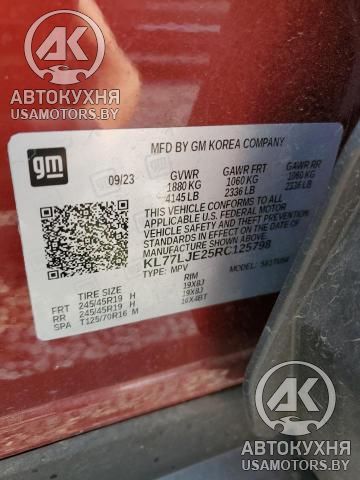 АК
АВТОКУХНЯ
USAMOTORS.BY
gm
MFD BY GM KOREA COMPANY
09/23
GVWR GAWR FRT GAWR RR
1880 KG 1060 KG 1060 KG
4145 LB 2336 LB 2336 LB
THIS VEHICLE CONFORMS TO ALL
APPLICABLE U.S. FEDERAL MOTOR
VEHICLE SAFETY AND THEFT PREVENTION
STANDARDS IN EFFECT ON THE DATE OF
MANUFACTURE SHOWN ABOVE.
KL77LJE25RC125798
TYPE: MPV MODEL:
TIRE SIZE RIM
FRT 245/45R19 H 19X8J
RR 245/45R19 H 19X8J
SPA T125/70R16 M 16X4BT
АК
АВТОКУХНЯ
USAMOTORS.BY